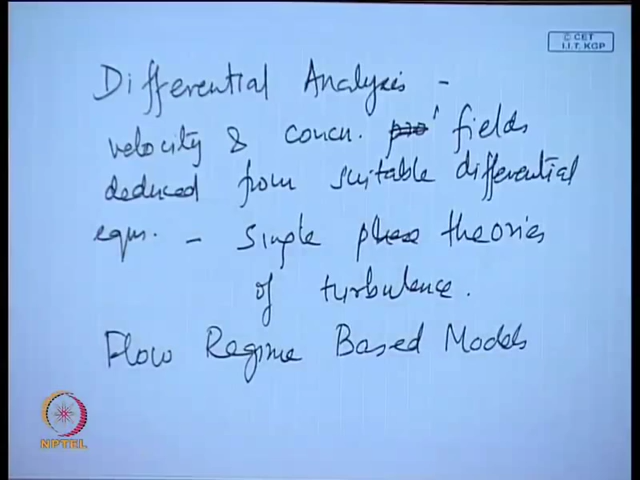 © CET
I.I.T. KGP
Differential Analysis -
velocity & concn. fields
deduced from suitable differential
eqns. - Single phase theories
of turbulence.
Flow Regime Based Models
NPTEL